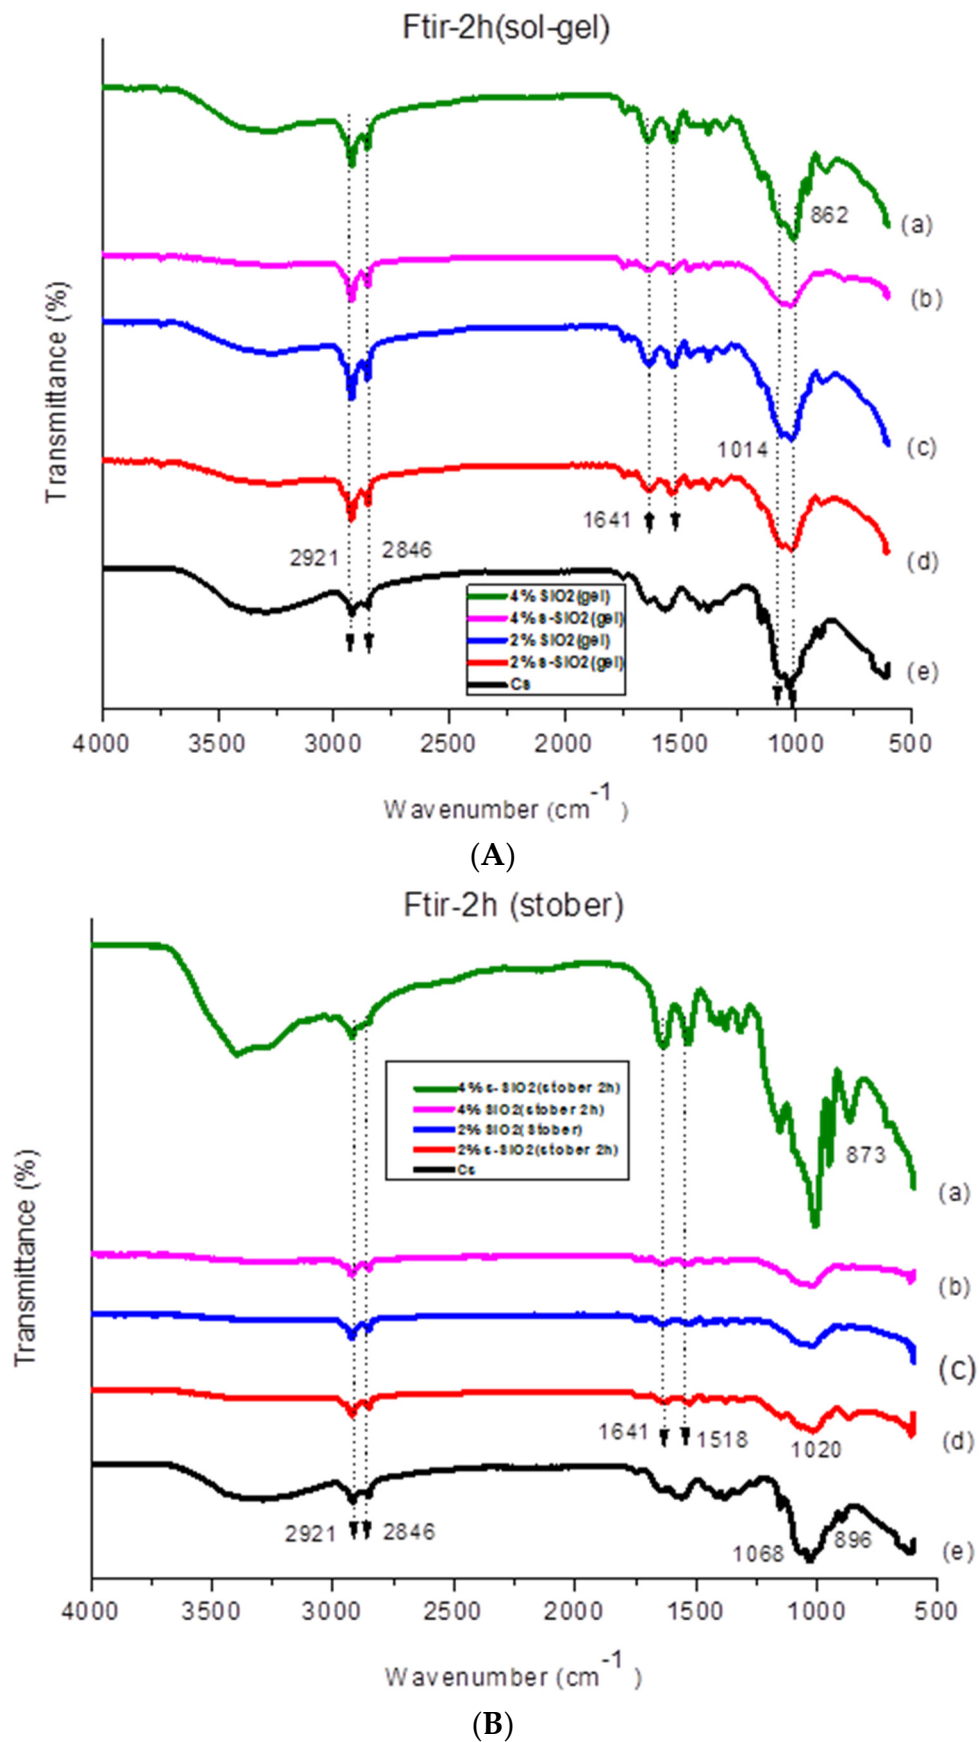 Ftir-2h(sol-gel)
Transmittance (%)
862
(a)
(b)
1014
(c)
1641
2921
2846
(d)
4% SIO2(gel)
4% s-SIO2(gel)
2% SIO2(gel)
2% s-SIO2(gel)
Cs
(e)
4000 3500 3000 2500 2000 1500 1000 500
Wavenumber (cm-1 )
(A)
Ftir-2h (stober)
Transmittance (%)
4% s-SIO2(stober 2h)
4% SIO2(stober 2h)
2% SIO2(Stober)
2% s-SIO2(stober 2h)
Cs
873
(a)
(b)
(c)
1641
1518
1020
(d)
2921
2846
1068
896
(e)
4000 3500 3000 2500 2000 1500 1000 500
Wavenumber (cm-1 )
(B)